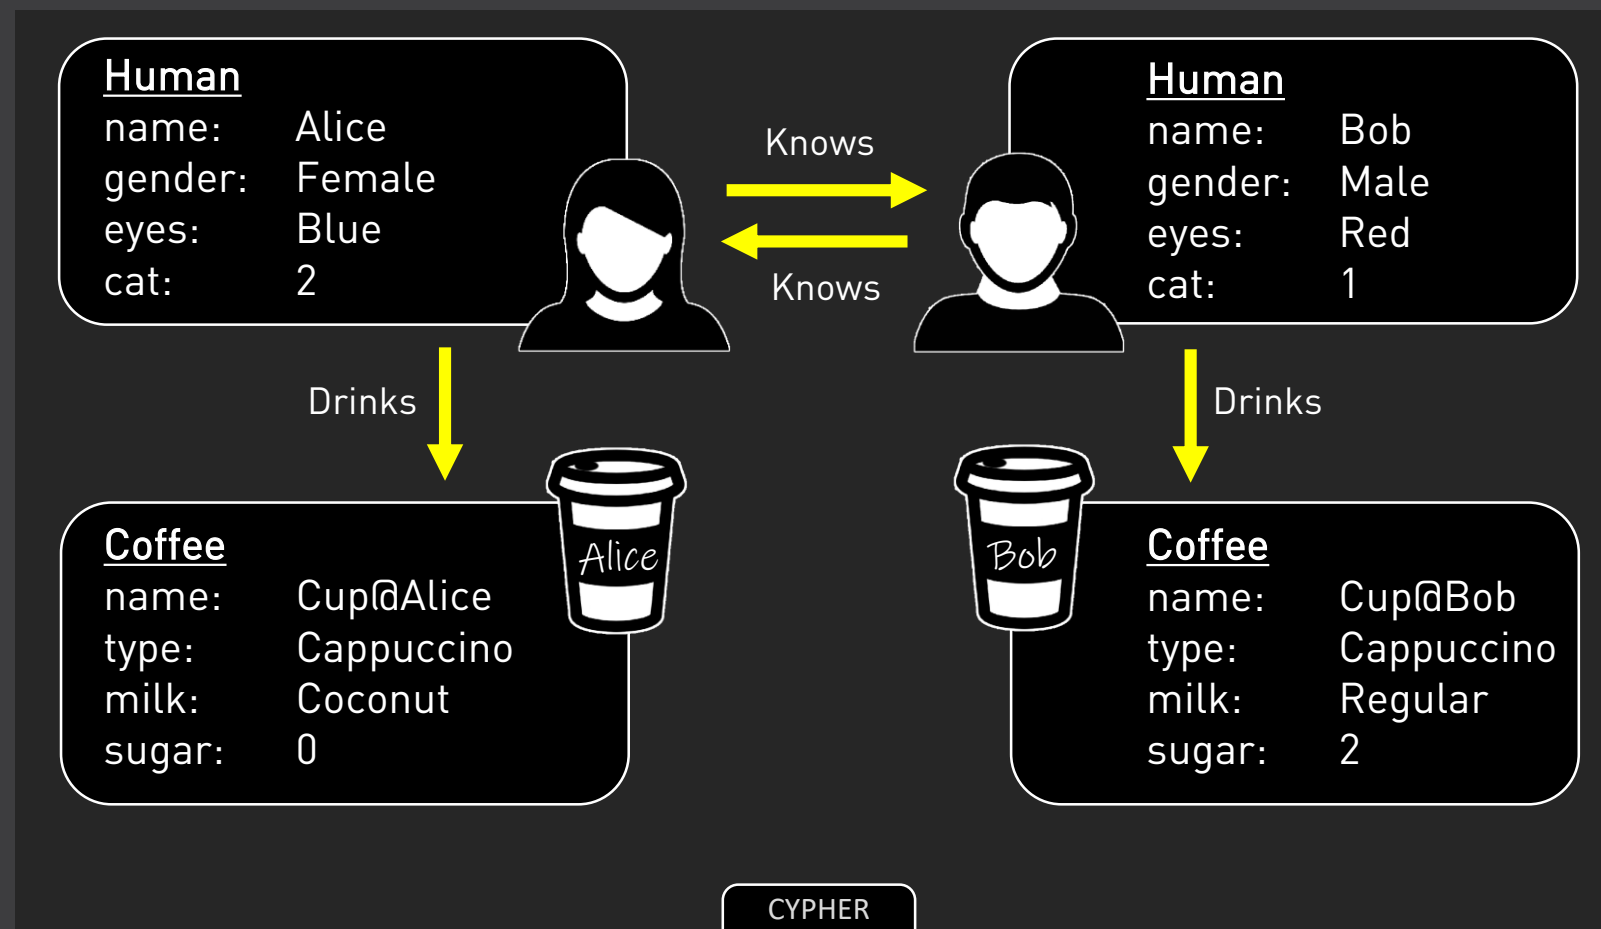 Human
name: Alice
gender: Female
eyes: Blue
cat: 2
Knows
Knows
Human
name: Bob
gender: Male
eyes: Red
cat: 1
Drinks
Drinks
Coffee
name: Cup@Alice
type: Cappuccino
milk: Coconut
sugar: 0
Alice
Bob
Coffee
name: Cup@Bob
type: Cappuccino
milk: Regular
sugar: 2
CYPHER